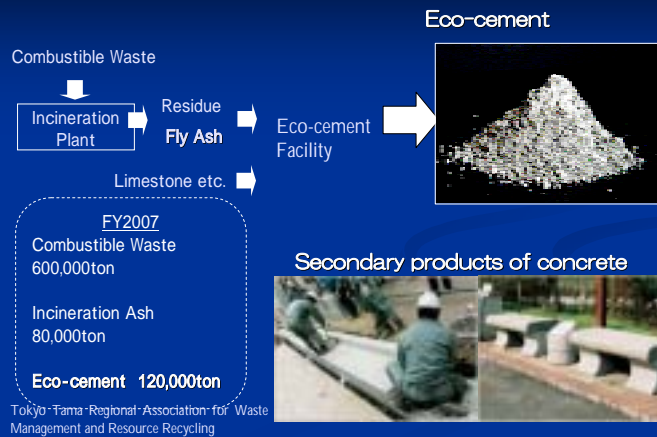 Eco-cement
Combustible Waste
Incineration
Plant
Residue
Fly Ash
Eco-cement
Facility
Limestone etc.
FY2007
Combustible Waste
600,000ton
Incineration Ash
80,000ton
Eco-cement 120,000ton
Secondary products of concrete
Tokyo Tama Regional Association for Waste
Management and Resource Recycling